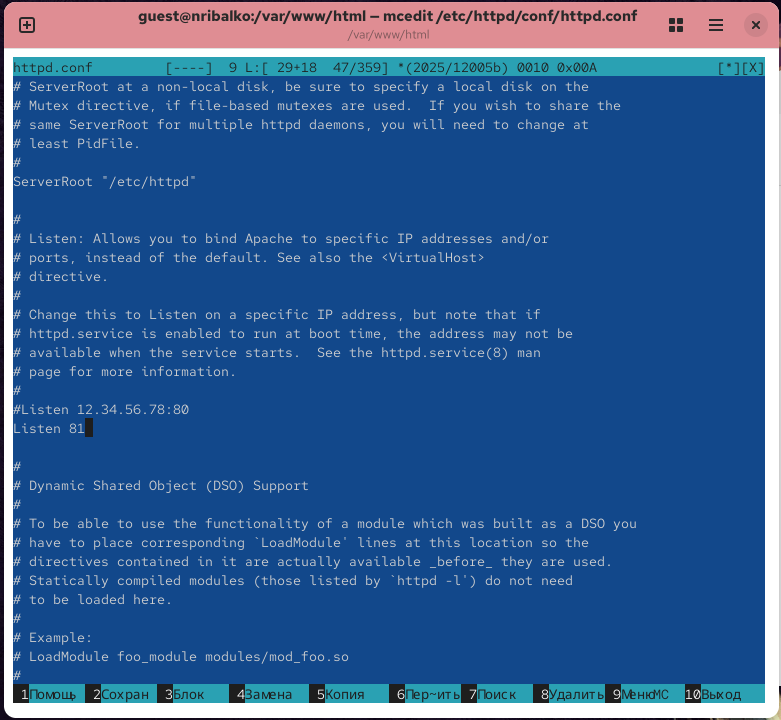 guest@nribalko:/var/www/html — mcedit /etc/httpd/conf/httpd.conf
/var/www/html
httpd.conf         [----]  9 L:[ 29+18  47/359] *(2025/12005b) 0010 0x00A               [*][X]
# ServerRoot at a non-local disk, be sure to specify a local disk on the
# Mutex directive, if file-based mutexes are used.  If you wish to share the
# same ServerRoot for multiple httpd daemons, you will need to change at
# least PidFile.
#
ServerRoot "/etc/httpd"
#
# Listen: Allows you to bind Apache to specific IP addresses and/or
# ports, instead of the default. See also the <VirtualHost>
# directive.
#
# Change this to Listen on a specific IP address, but note that if
# httpd.service is enabled to run at boot time, the address may not be
# available when the service starts.  See the httpd.service(8) man
# page for more information.
#
#Listen 12.34.56.78:80
Listen 81
#
# Dynamic Shared Object (DSO) Support
#
# To be able to use the functionality of a module which was built as a DSO you
# have to place corresponding `LoadModule' lines at this location so the
# directives contained in it are actually available _before_ they are used.
# Statically compiled modules (those listed by `httpd -l') do not need
# to be loaded here.
#
# Example:
# LoadModule foo_module modules/mod_foo.so
#
1Помощь 2Сохран 3Блок 4Замена 5Копия 6Пер~ить 7Поиск 8Удалить 9МенюMC 10Выход